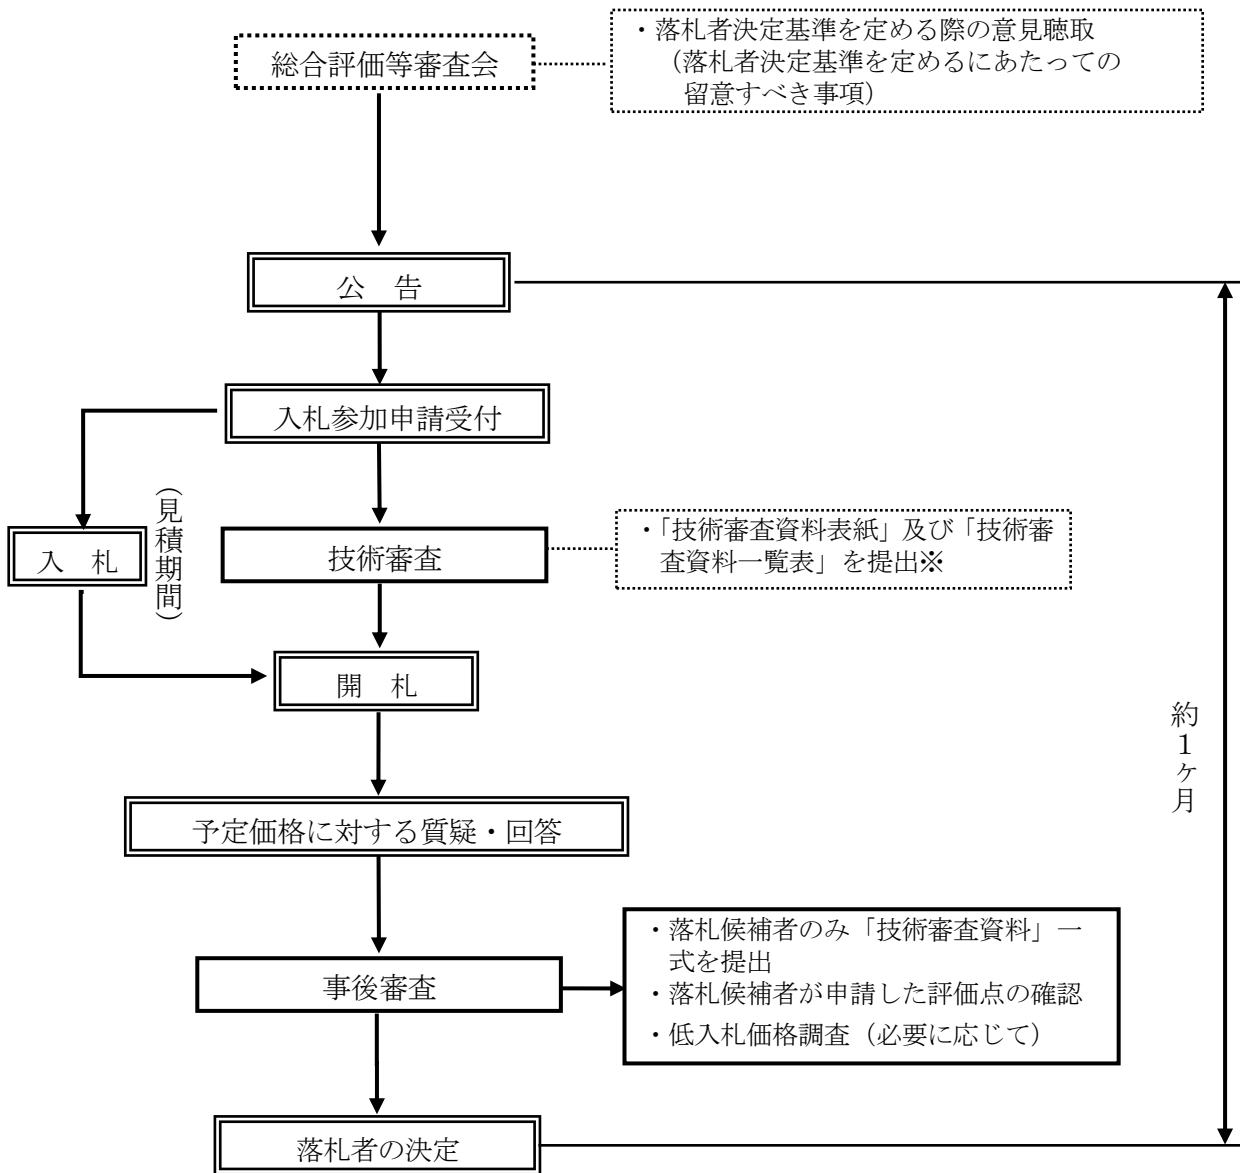 総合評価等審査会
・落札者決定基準を定める際の意見聴取
（落札者決定基準を定めるにあたっての
留意すべき事項）
公　告
入札参加申請受付
入　札
（見積期間）
技術審査
・「技術審査資料表紙」及び「技術審
査資料一覧表」を提出※
開　札
約１ヶ月
予定価格に対する質疑・回答
事後審査
・落札候補者のみ「技術審査資料」一
式を提出
・落札候補者が申請した評価点の確認
・低入札価格調査（必要に応じて）
落札者の決定